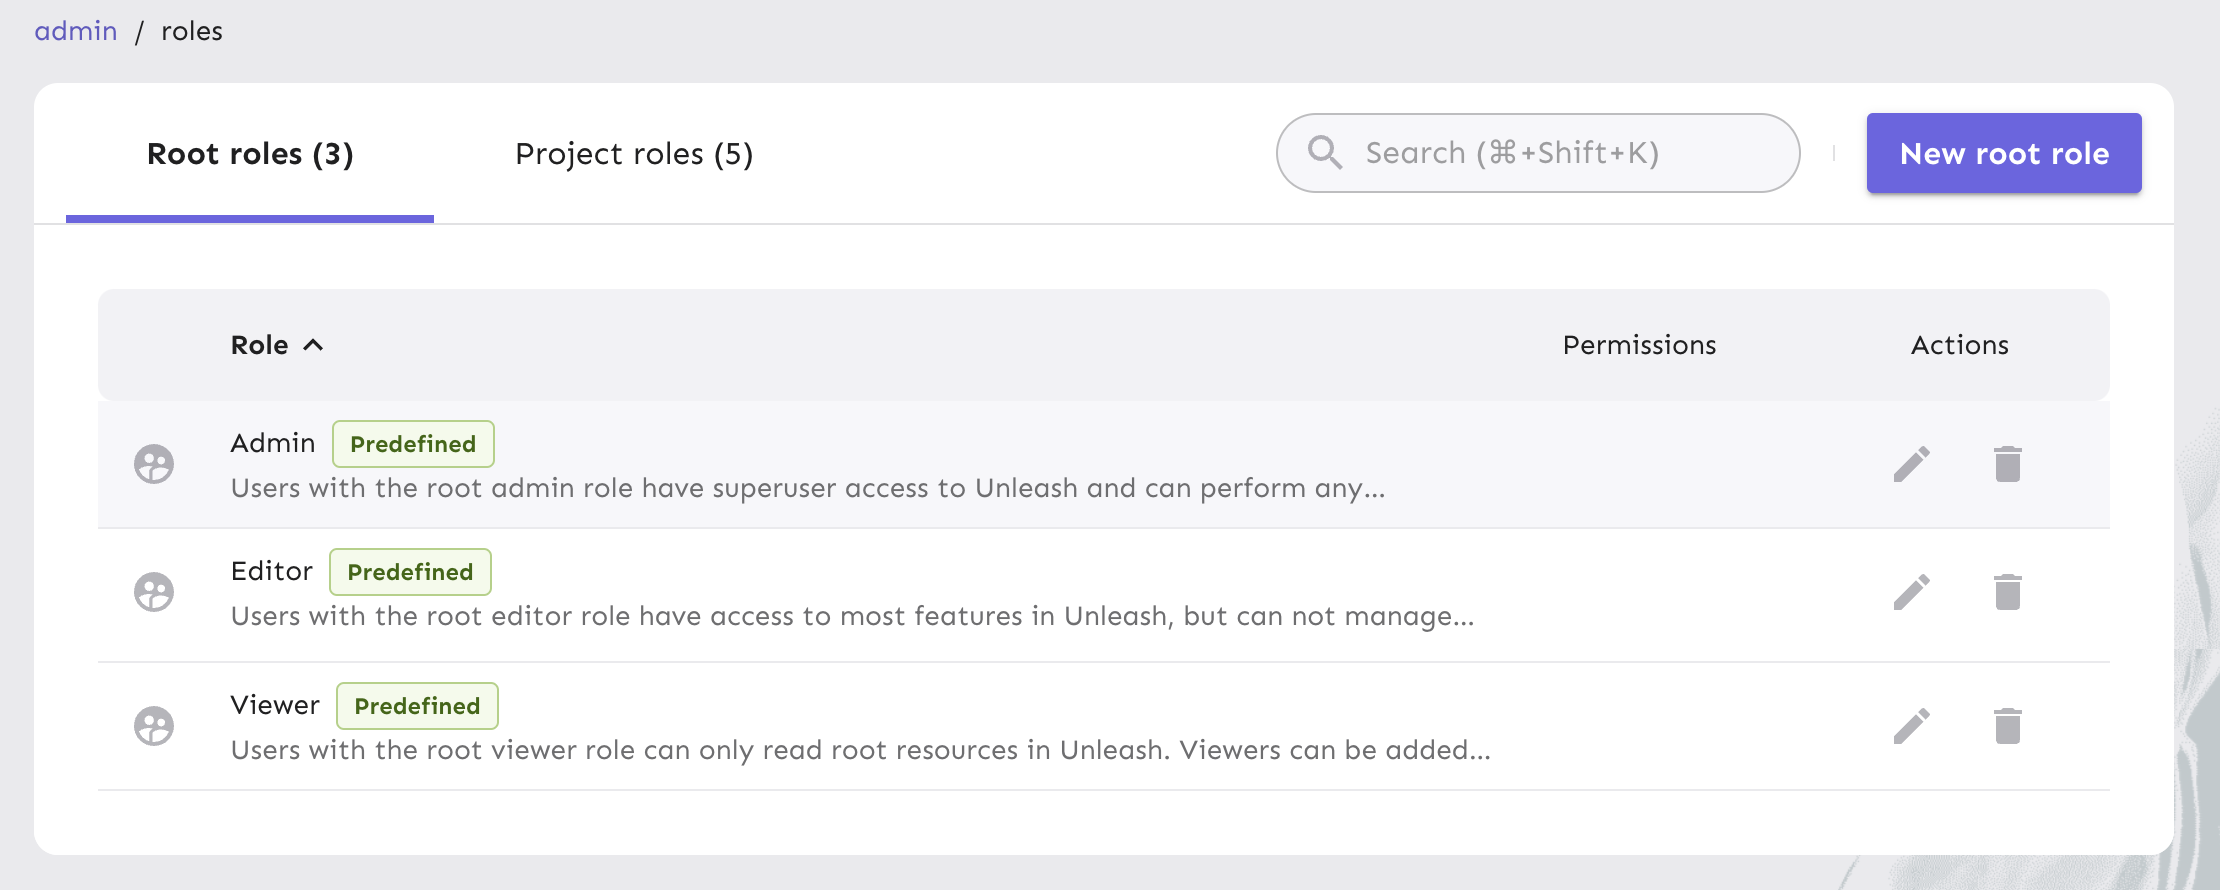 admin / roles
Root roles (3) Project roles (5) Search (⌘+Shift+K) New root role
Role Permissions Actions
Admin Predefined
Users with the root admin role have superuser access to Unleash and can perform any...
Editor Predefined
Users with the root editor role have access to most features in Unleash, but can not manage...
Viewer Predefined
Users with the root viewer role can only read root resources in Unleash. Viewers can be added...